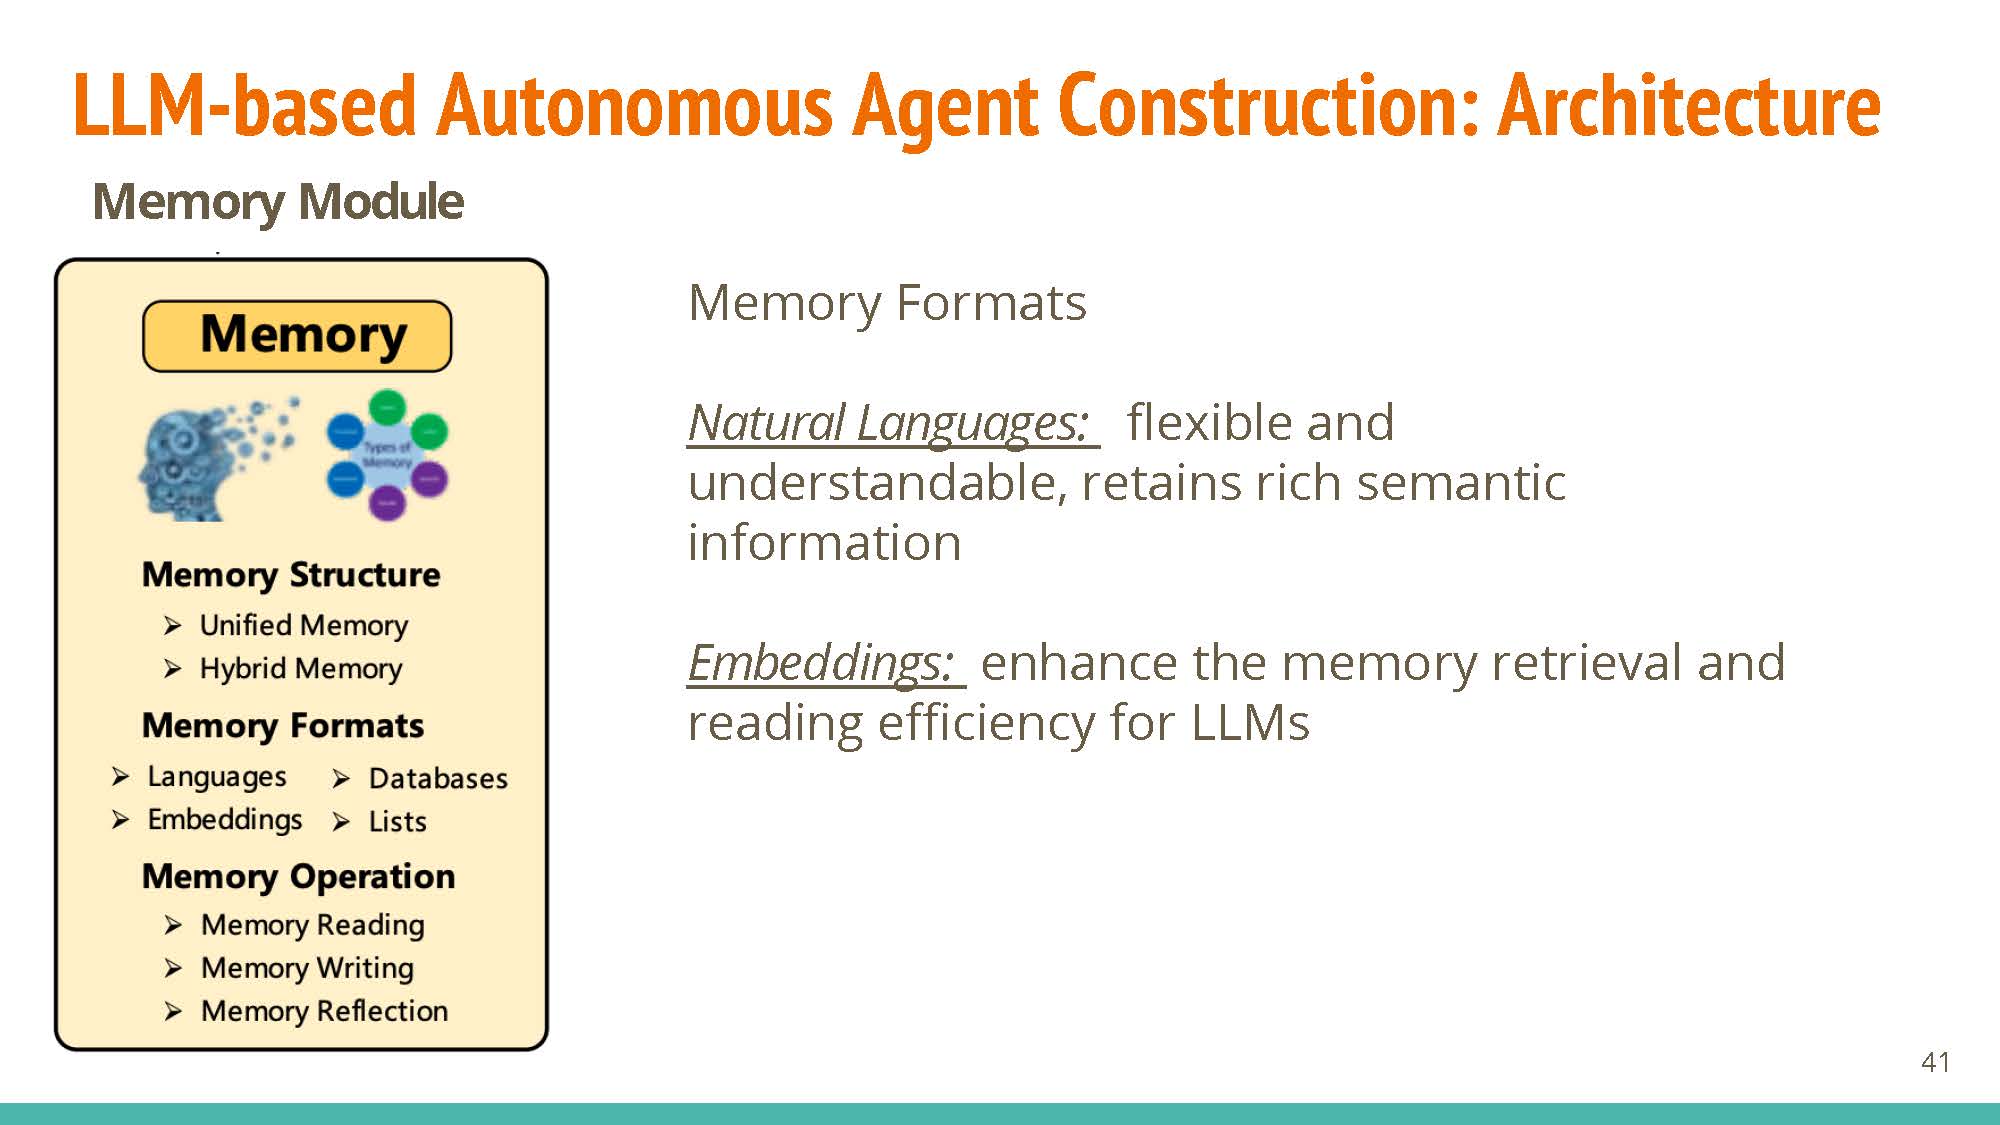 LLM-based Autonomous Agent Construction: Architecture
Memory Module
Memory
Types of
Memory
Memory Structure
➢ Unified Memory
➢ Hybrid Memory
Memory Formats
➢ Languages ➢ Databases
➢ Embeddings ➢ Lists
Memory Operation
➢ Memory Reading
➢ Memory Writing
➢ Memory Reflection
Memory Formats
Natural Languages: flexible and
understandable, retains rich semantic
information
Embeddings: enhance the memory retrieval and
reading efficiency for LLMs
41